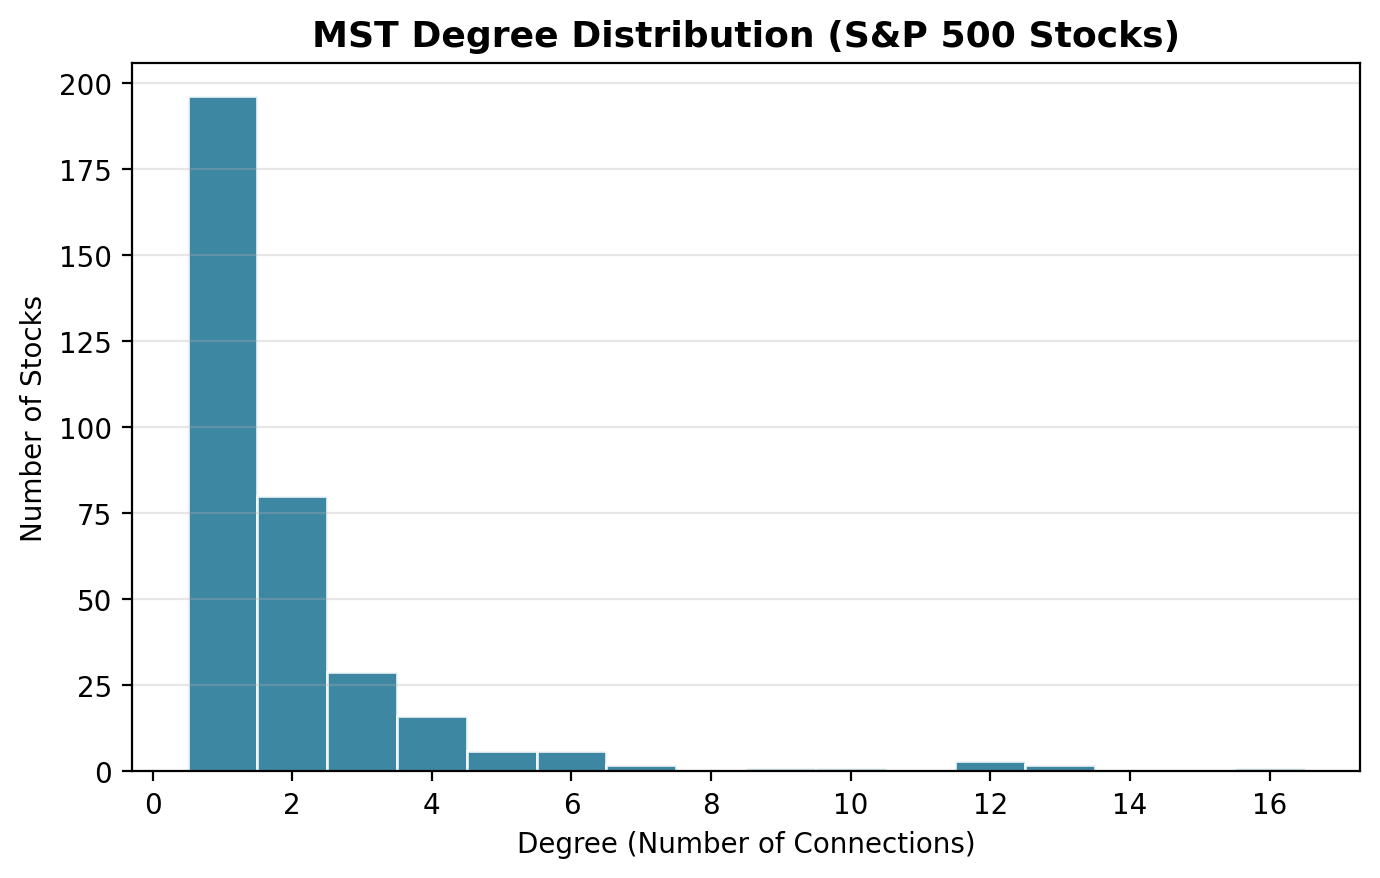 MST Degree Distribution (S&P 500 Stocks)
Number of Stocks
200
175
150
125
100
75
50
25
0
0 2 4 6 8 10 12 14 16
Degree (Number of Connections)